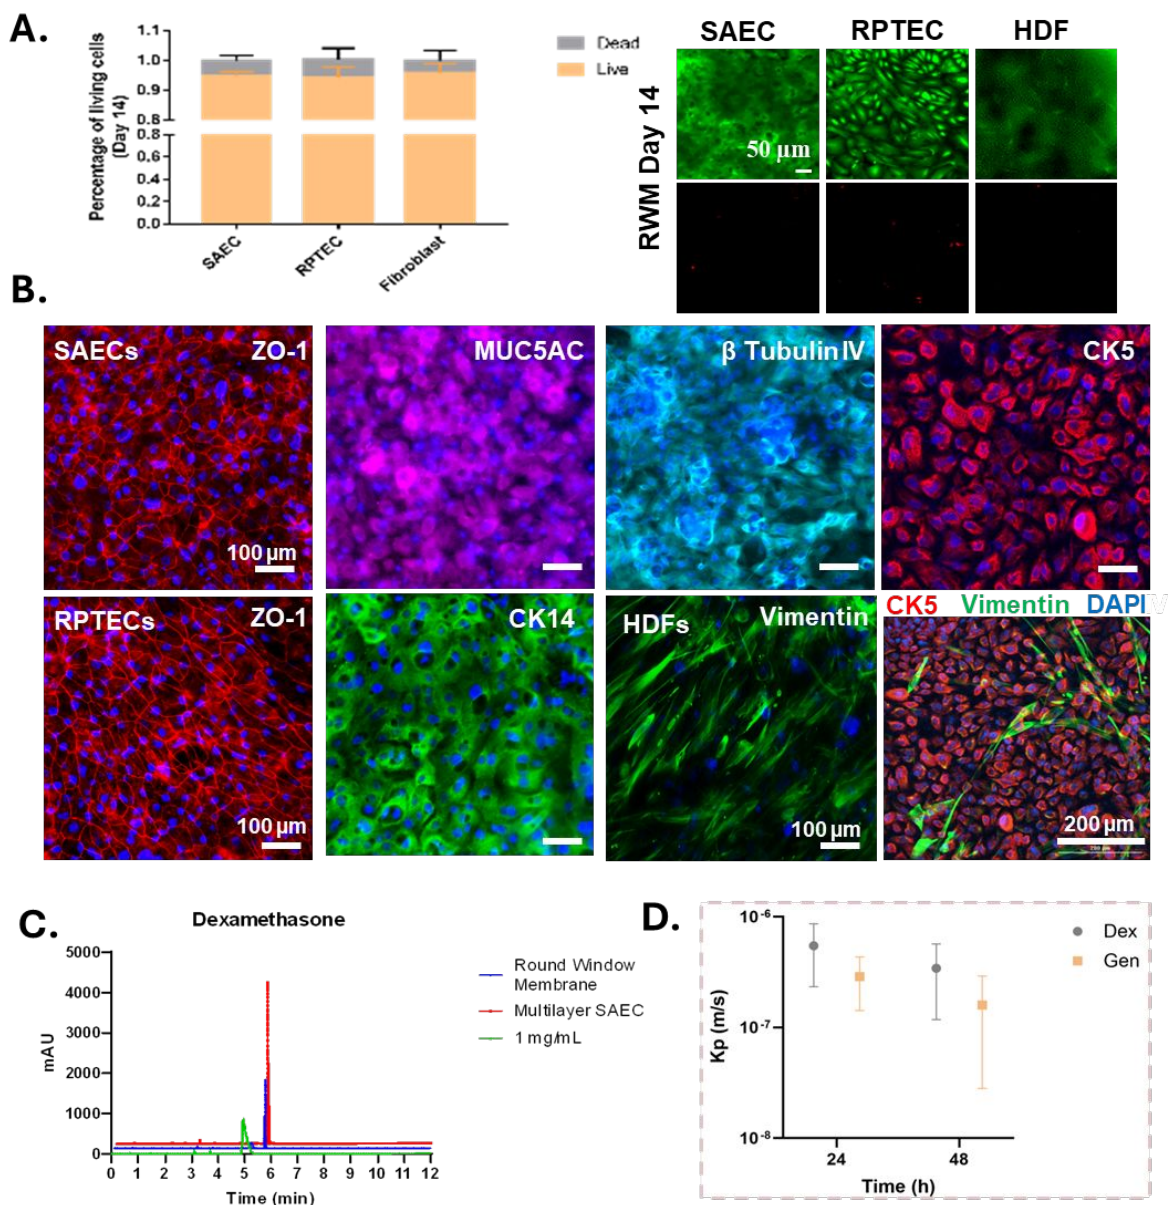 A.
Percentage of living cells
(Day 14)
1.1
1.0
0.9
0.8
0.8
0.6
0.4
0.2
0.0
SAEC
RPTEC
Fibroblast
Dead
Live
SAEC
RPTEC
HDF
RWM Day 14
50 µm
B.
SAECs
ZO-1
100 µm
MUC5AC
β Tubulin IV
CK5
RPTECs
ZO-1
100 µm
CK14
HDFs
Vimentin
100 µm
CK5 Vimentin DAPI IV
200 µm
C.
Dexamethasone
mAU
5000
4000
3000
2000
1000
0
0 1 2 3 4 5 6 7 8 9 10 11 12
Time (min)
Round Window
Membrane
Multilayer SAEC
1 mg/mL
D.
Kp (m/s)
10-6
10-7
10-8
24
48
Time (h)
Dex
Gen